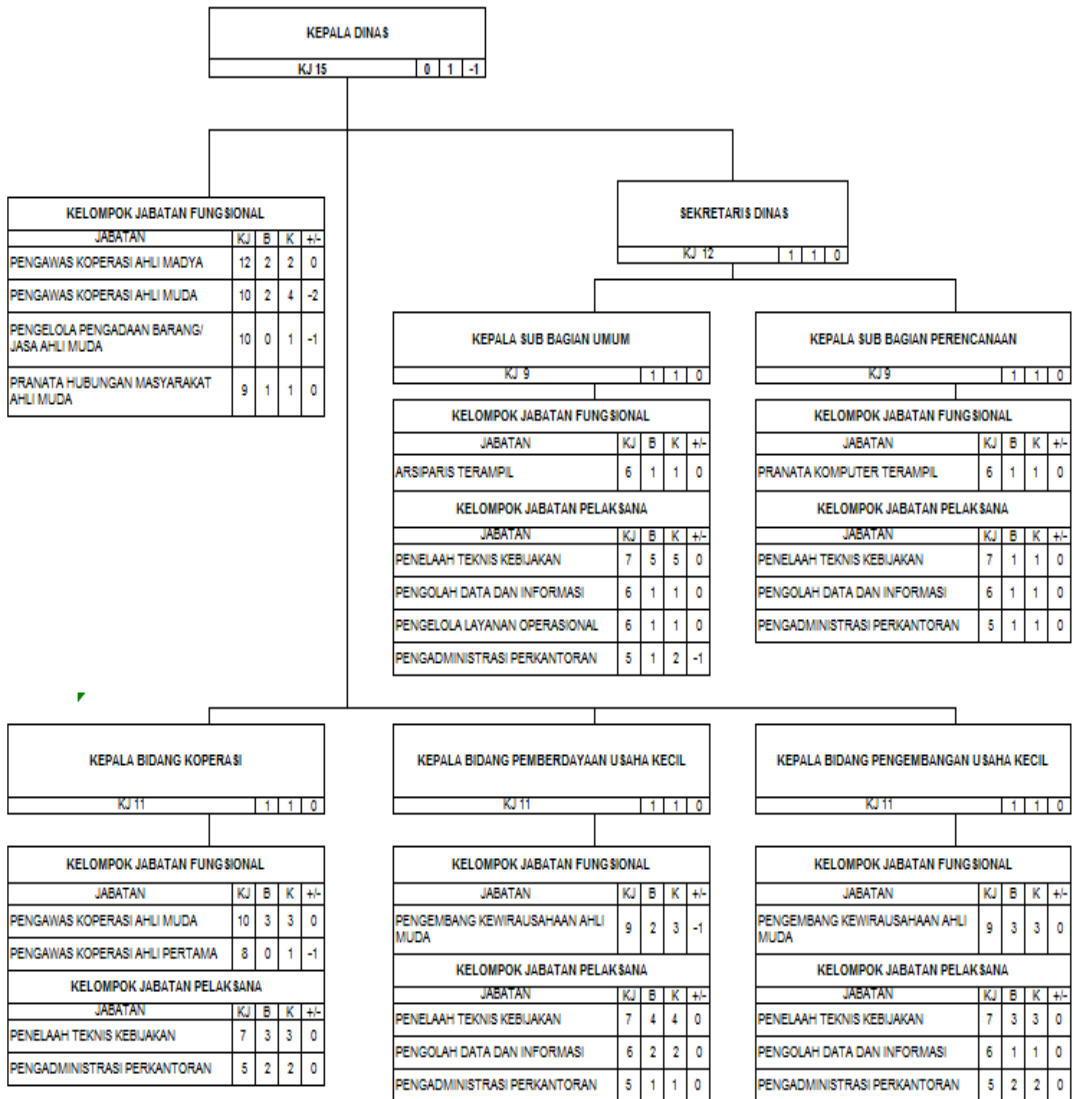 KEPALA DINAS
KJ 15 0 1 -1
KELOMPOK JABATAN FUNGSIONAL
JABATAN KJ B K +/-
PENGAWAS KOPERASI AHLI MADYA 12 2 2 0
PENGAWAS KOPERASI AHLI MUDA 10 2 4 -2
PENGELOLA PENGADAAN BARANG/
JASA AHLI MUDA 10 0 1 -1
PRANATA HUBUNGAN MASYARAKAT
AHLI MUDA 9 1 1 0
SEKRETARIS DINAS
KJ 12 1 1 0
KEPALA SUB BAGIAN UMUM
KJ 9 1 1 0
KELOMPOK JABATAN FUNGSIONAL
JABATAN KJ B K +/-
ARSIPARIS TERAMPIL 6 1 1 0
KELOMPOK JABATAN PELAKSANA
JABATAN KJ B K +/-
PENELAAH TEKNIS KEBIJAKAN 7 5 5 0
PENGOLAH DATA DAN INFORMASI 6 1 1 0
PENGELOLA LAYANAN OPERASIONAL 6 1 1 0
PENGADMINISTRASI PERKANTORAN 5 1 2 -1
KEPALA SUB BAGIAN PERENCANAAN
KJ 9 1 1 0
KELOMPOK JABATAN FUNGSIONAL
JABATAN KJ B K +/-
PRANATA KOMPUTER TERAMPIL 6 1 1 0
KELOMPOK JABATAN PELAKSANA
JABATAN KJ B K +/-
PENELAAH TEKNIS KEBIJAKAN 7 1 1 0
PENGOLAH DATA DAN INFORMASI 6 1 1 0
PENGADMINISTRASI PERKANTORAN 5 1 1 0
KEPALA BIDANG KOPERASI
KJ 11 1 1 0
KELOMPOK JABATAN FUNGSIONAL
JABATAN KJ B K +/-
PENGAWAS KOPERASI AHLI MUDA 10 3 3 0
PENGAWAS KOPERASI AHLI PERTAMA 8 0 1 -1
KELOMPOK JABATAN PELAKSANA
JABATAN KJ B K +/-
PENELAAH TEKNIS KEBIJAKAN 7 3 3 0
PENGADMINISTRASI PERKANTORAN 5 2 2 0
KEPALA BIDANG PEMBERDAYAAN USAHA KECIL
KJ 11 1 1 0
KELOMPOK JABATAN FUNGSIONAL
JABATAN KJ B K +/-
PENGEMBANG KEWIRAUSAHAAN AHLI
MUDA 9 2 3 -1
KELOMPOK JABATAN PELAKSANA
JABATAN KJ B K +/-
PENELAAH TEKNIS KEBIJAKAN 7 4 4 0
PENGOLAH DATA DAN INFORMASI 6 2 2 0
PENGADMINISTRASI PERKANTORAN 5 1 1 0
KEPALA BIDANG PENGEMBANGAN USAHA KECIL
KJ 11 1 1 0
KELOMPOK JABATAN FUNGSIONAL
JABATAN KJ B K +/-
PENGEMBANG KEWIRAUSAHAAN AHLI
MUDA 9 3 3 0
KELOMPOK JABATAN PELAKSANA
JABATAN KJ B K +/-
PENELAAH TEKNIS KEBIJAKAN 7 3 3 0
PENGOLAH DATA DAN INFORMASI 6 1 1 0
PENGADMINISTRASI PERKANTORAN 5 2 2 0